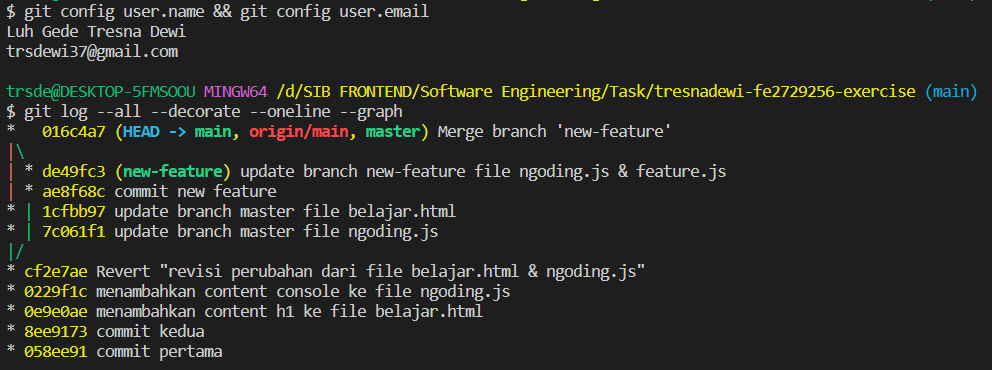 $ git config user.name && git config user.email
Luh Gede Tresna Dewi
trsdewi37@gmail.com
trsde@DESKTOP-5FMSOOU MINGW64 /d/SIB FRONTEND/Software Engineering/Task/tresnadewi-fe2729256-exercise (main)
$ git log --all --decorate --oneline --graph
*   016c4a7 (HEAD -> main, origin/main, master) Merge branch 'new-feature'
|\
| * de49fc3 (new-feature) update branch new-feature file ngoding.js & feature.js
| * ae8f68c commit new feature
* | 1cfbb97 update branch master file belajar.html
* | 7c061f1 update branch master file ngoding.js
|/
* cf2e7ae Revert "revisi perubahan dari file belajar.html & ngoding.js"
* 0229f1c menambahkan content console ke file ngoding.js
* 0e9e0ae menambahkan content h1 ke file belajar.html
* 8ee9173 commit kedua
* 058ee91 commit pertama